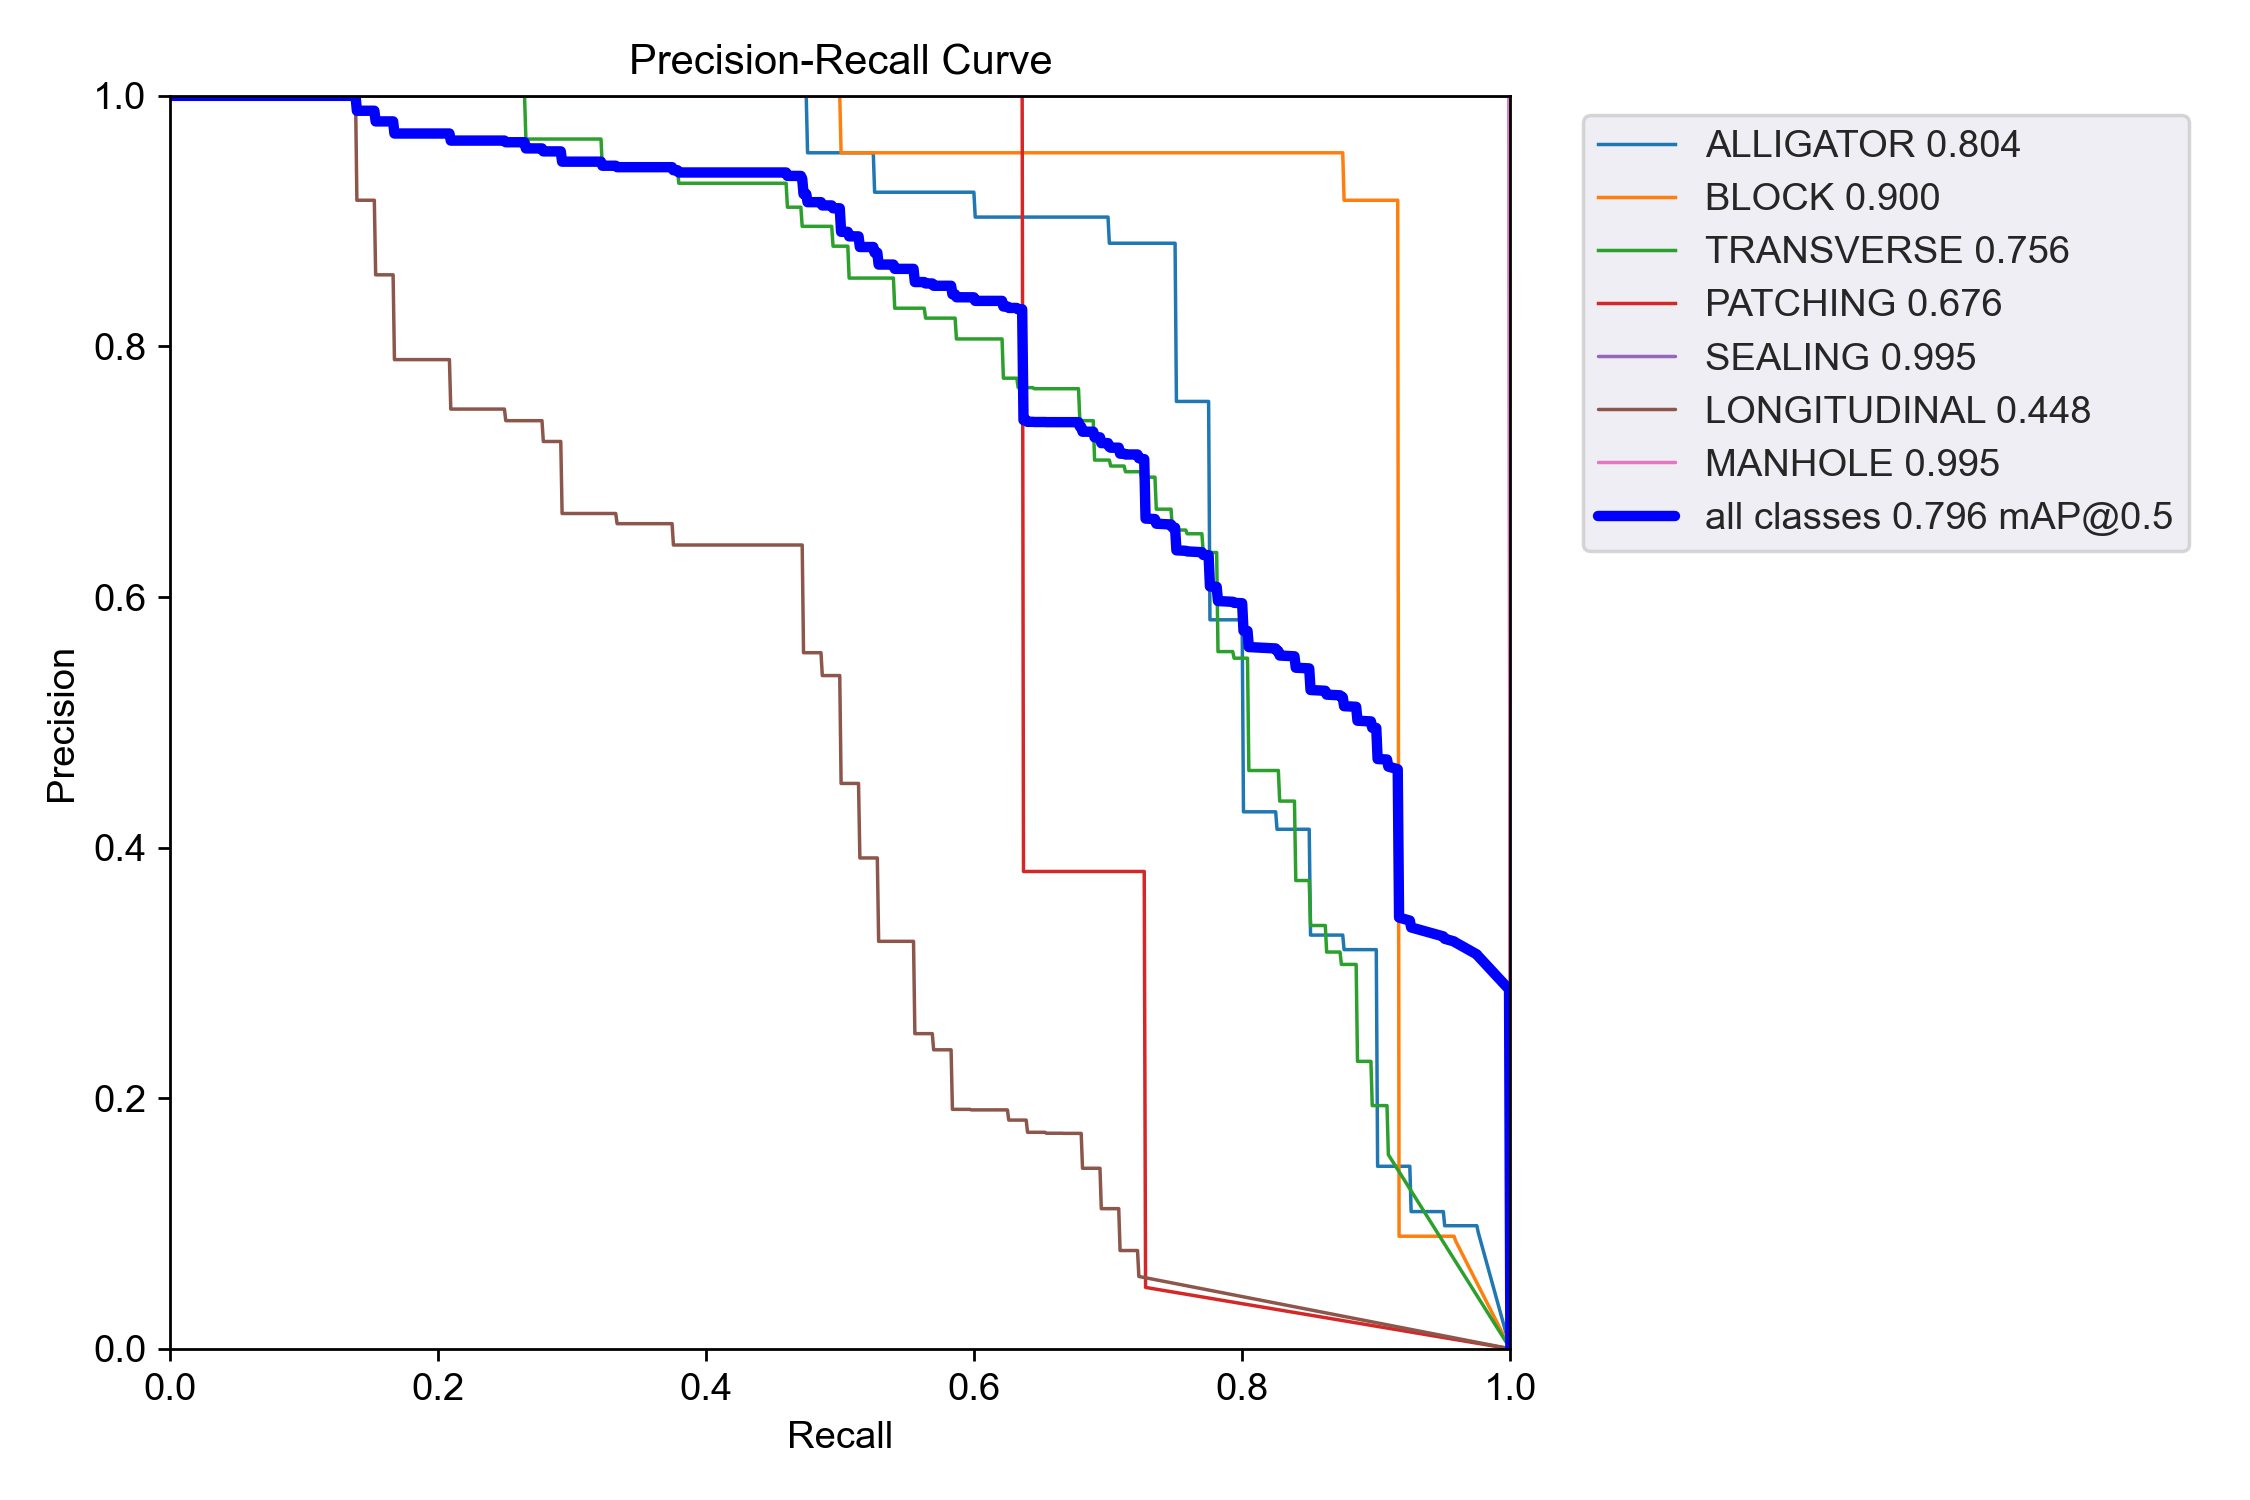 Precision-Recall Curve
1.0
0.8
0.6
0.4
0.2
0.0
Precision
0.0 0.2 0.4 0.6 0.8 1.0
Recall
ALLIGATOR 0.804
BLOCK 0.900
TRANSVERSE 0.756
PATCHING 0.676
SEALING 0.995
LONGITUDINAL 0.448
MANHOLE 0.995
all classes 0.796 mAP@0.5